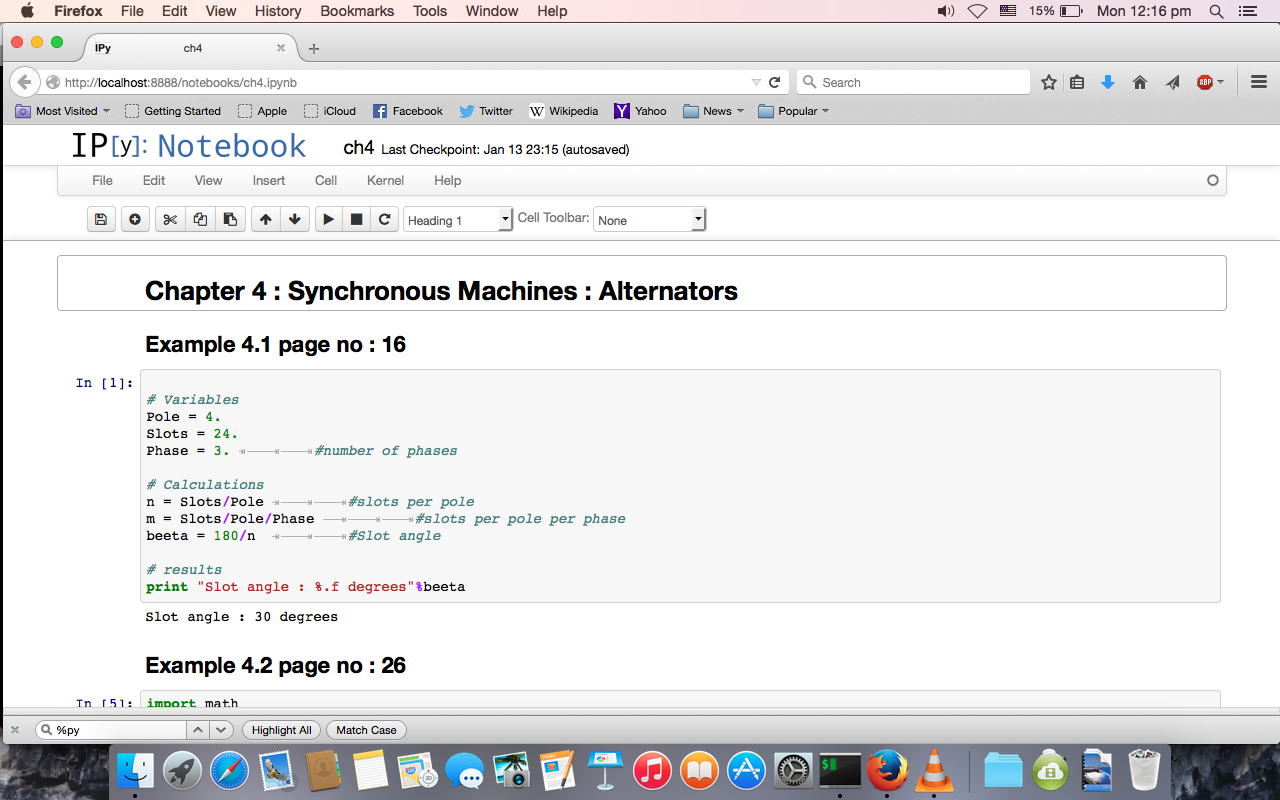 Firefox File Edit View History Bookmarks Tools Window Help 15% Mon 12:16 pm
IPy ch4
http://localhost:8888/notebooks/ch4.ipynb Search ABP
Most Visited Getting Started Apple iCloud Facebook Twitter Wikipedia Yahoo News Popular
IP[y]: Notebook ch4 Last Checkpoint: Jan 13 23:15 (autosaved)
File Edit View Insert Cell Kernel Help
Heading 1 Cell Toolbar: None
Chapter 4 : Synchronous Machines : Alternators
Example 4.1 page no : 16
In [1]:
# Variables
Pole = 4.
Slots = 24.
Phase = 3. #number of phases
# Calculations
n = Slots/Pole #slots per pole
m = Slots/Pole/Phase #slots per pole per phase
beeta = 180/n #Slot angle
# results
print "Slot angle : %.f degrees"%beeta
Slot angle : 30 degrees
Example 4.2 page no : 26
In [5]: import math
%py Highlight All Match Case